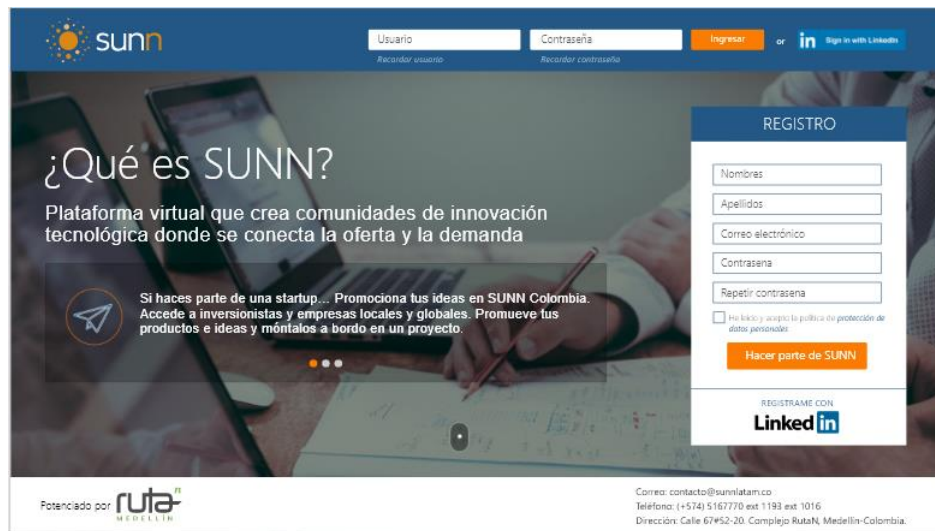 sunn
Usuario
Contraseña
Ingresar
or
in Sign in with LinkedIn
Recordar usuario
Recordar contraseña
¿Qué es SUNN?
Plataforma virtual que crea comunidades de innovación
tecnológica donde se conecta la oferta y la demanda
Si haces parte de una startup... Promociona tus ideas en SUNN Colombia.
Accede a inversionistas y empresas locales y globales. Promueve tus
productos e ideas y móntalos a bordo en un proyecto.
REGISTRO
Nombres
Apellidos
Correo electrónico
Contrasena
Repetir contrasena
He leído y acepto la política de protección de
datos personales
Hacer parte de SUNN
REGISTRAME CON
Linked in
Potenciado por ruta n
MEDELLÍN
Correo: contacto@sunnlatam.co
Teléfono: (+574) 5167770 ext 1193 ext 1016
Dirección: Calle 67#52-20. Complejo RutaN, Medellín-Colombia.